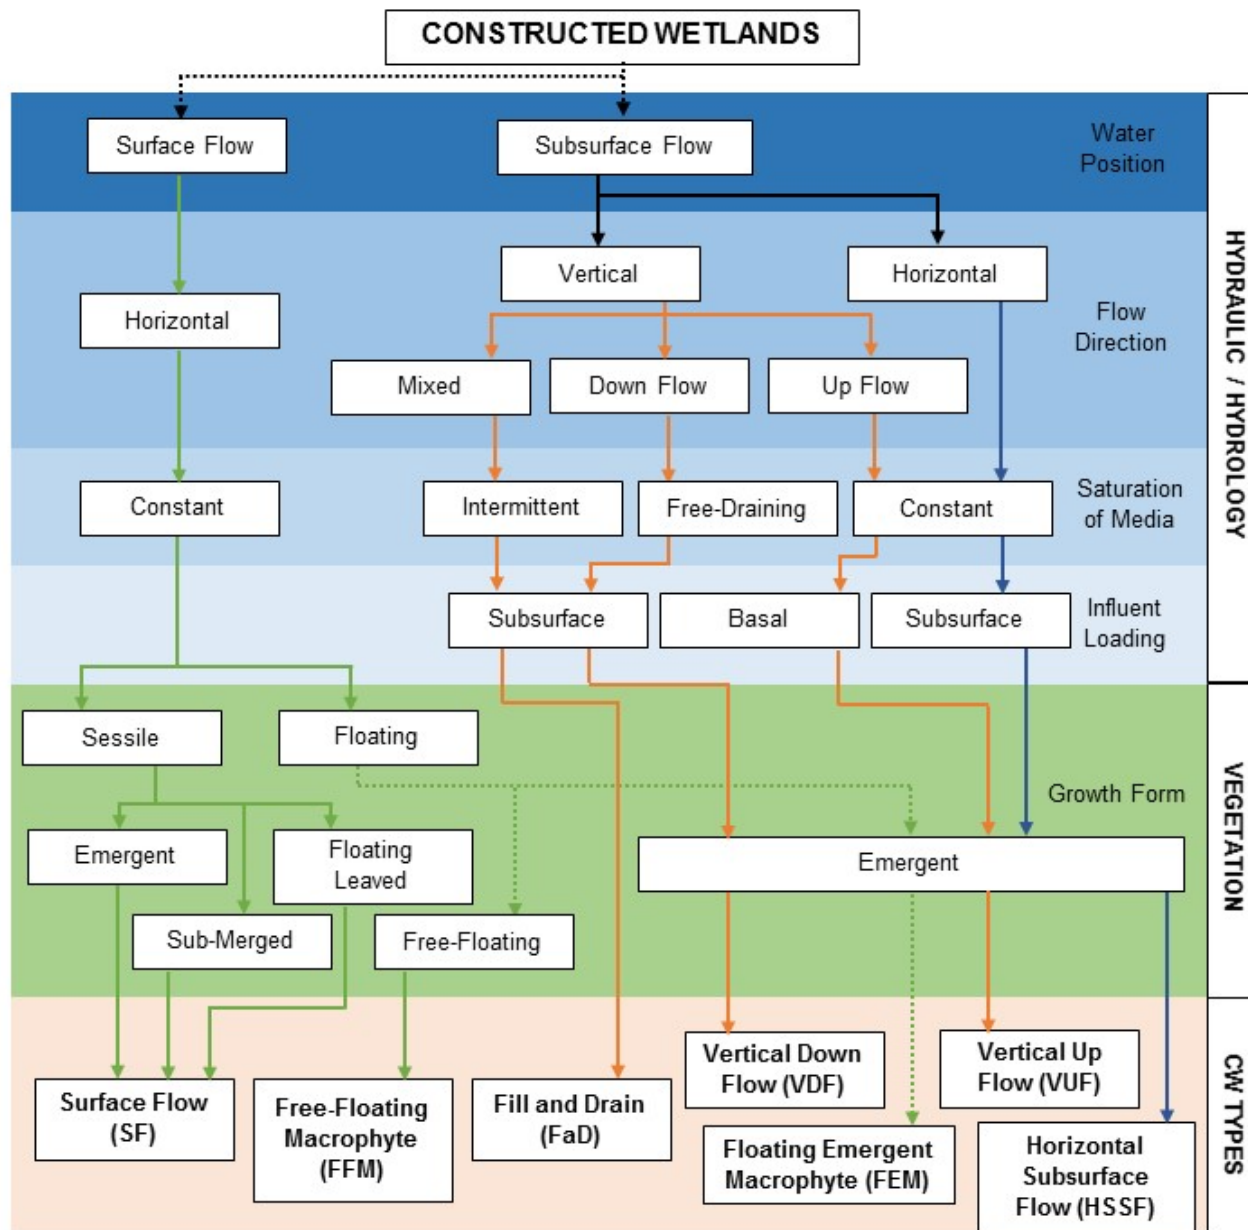 CONSTRUCTED WETLANDS
Surface Flow
Subsurface Flow
Water
Position
Vertical
Horizontal
Horizontal
Flow
Direction
Mixed
Down Flow
Up Flow
Constant
Intermittent
Free-Draining
Constant
Saturation
of Media
Subsurface
Basal
Subsurface
Influent
Loading
HYDRAULIC / HYDROLOGY
Sessile
Floating
Growth Form
Emergent
Floating
Leaved
Emergent
Sub-Merged
Free-Floating
VEGETATION
Surface Flow
(SF)
Free-Floating
Macrophyte
(FFM)
Fill and Drain
(FaD)
Vertical Down
Flow (VDF)
Vertical Up
Flow (VUF)
Floating Emergent
Macrophyte (FEM)
Horizontal
Subsurface
Flow (HSSF)
CW TYPES